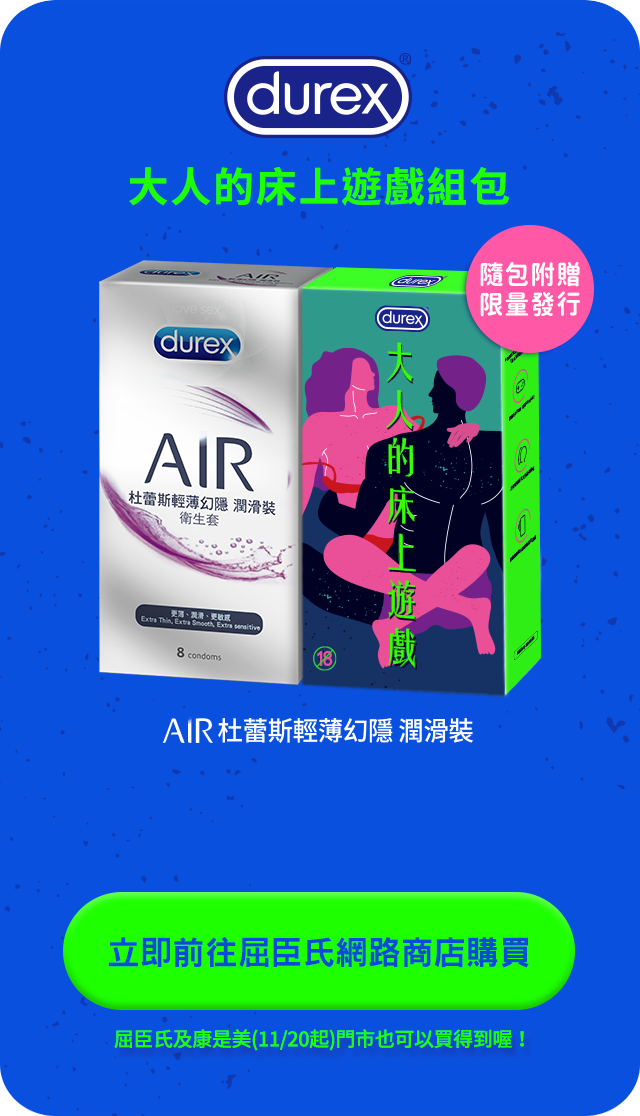 durex®
大人的床上遊戲組包
隨包附贈
限量發行
durex AIR
love sex
durex
AIR
杜蕾斯輕薄幻隱 潤滑裝
衛生套
更薄、潤滑、更敏感
Extra Thin, Extra Smooth, Extra sensitive
8 condoms
durex
durex
大人的床上遊戲
18
AIR 杜蕾斯輕薄幻隱 潤滑裝
立即前往屈臣氏網路商店購買
屈臣氏及康是美(11/20起)門市也可以買得到喔！